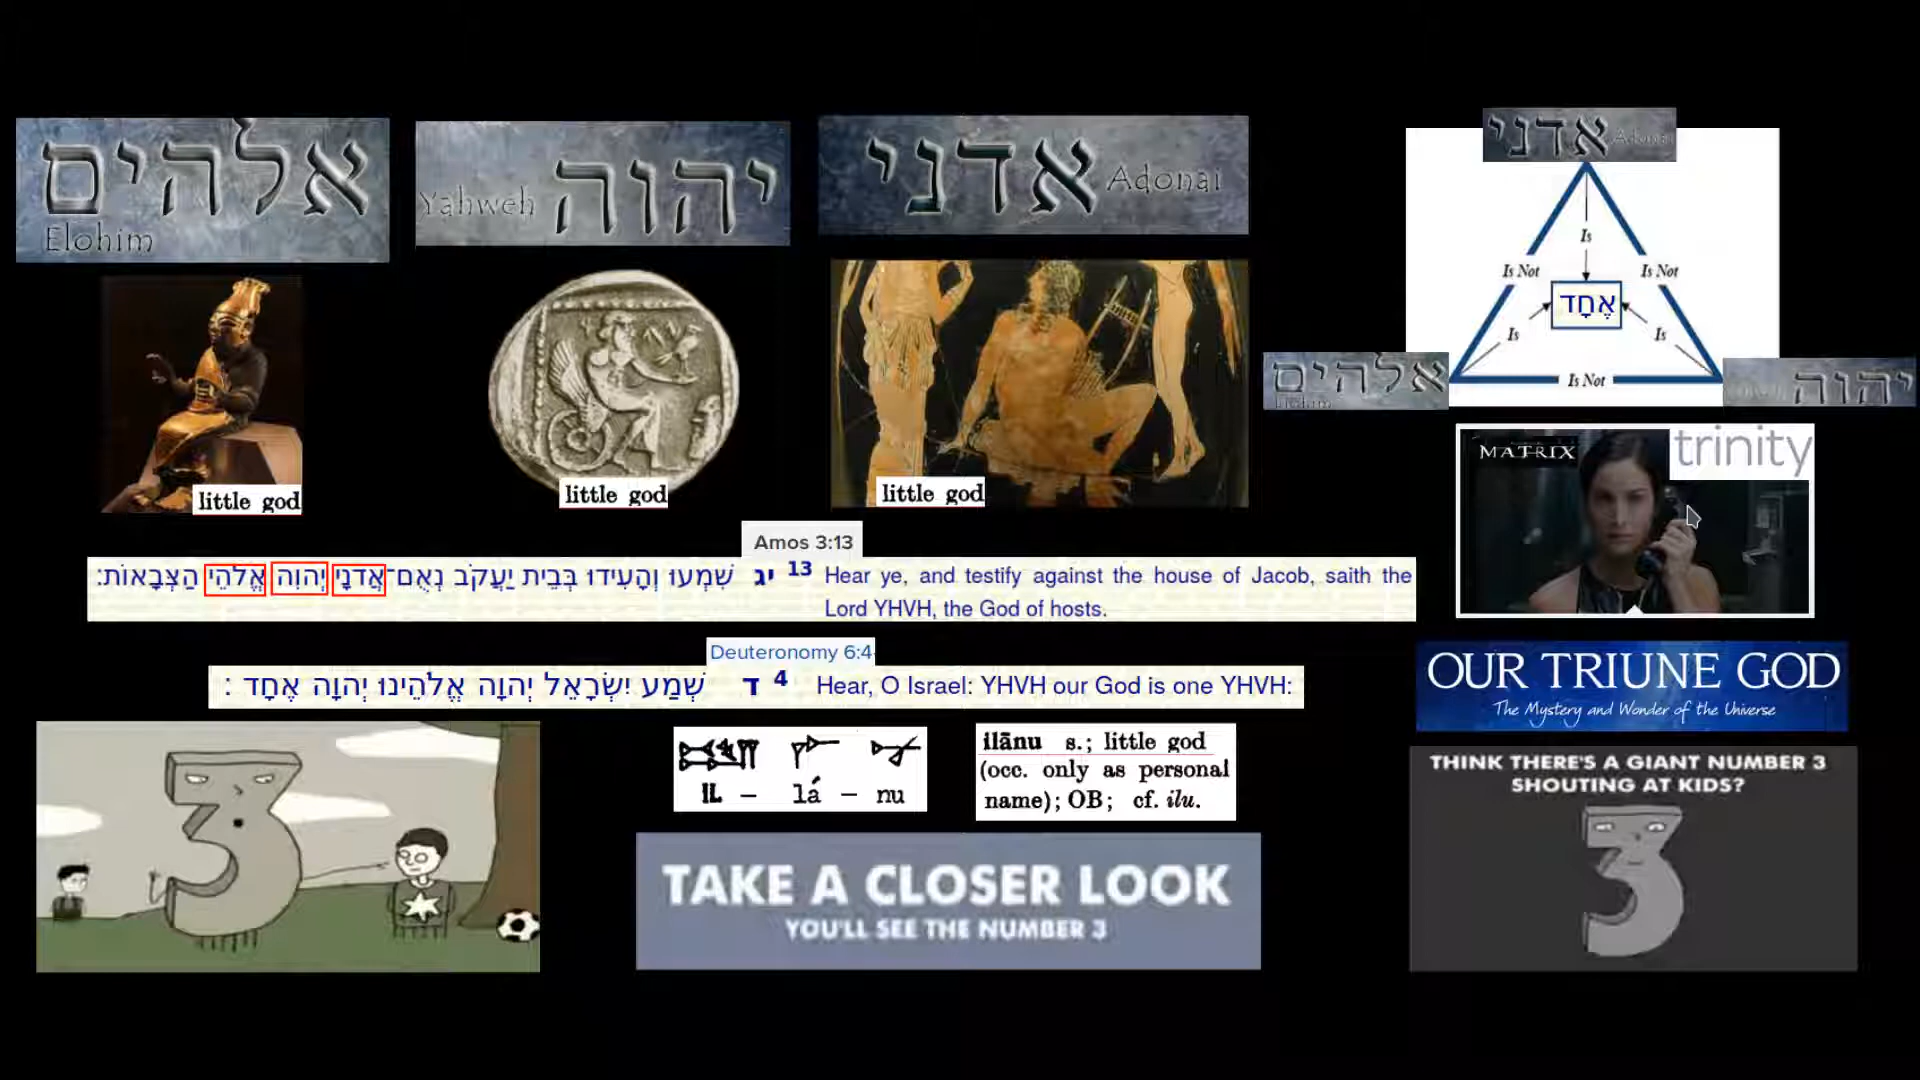 אלהים
Elohim
Yahweh יהוה
אדני Adonai
אדני Adonai
Is
Is Not
Is Not
אֶחָד
Is
Is
Is Not
אלהים
Elohim
יהוה
little god
little god
little god
MATRIX
trinity
Amos 3:13
יג שִׁמְעוּ וְהָעִידוּ בְּבֵית יַעֲקֹב נְאֻם־אֲדֹנָי יְהוִה אֱלֹהֵי הַצְּבָאוֹת:
13 Hear ye, and testify against the house of Jacob, saith the
Lord YHVH, the God of hosts.
Deuteronomy 6:4
ד שְׁמַע יִשְׂרָאֵל יְהוָה אֱלֹהֵינוּ יְהוָה אֶחָד :
4 Hear, O Israel: YHVH our God is one YHVH:
OUR TRIUNE GOD
The Mystery and Wonder of the Universe
IL – lá – nu
ilānu s.; little god
(occ. only as personal
name); OB; cf. ilu.
3
TAKE A CLOSER LOOK
YOU'LL SEE THE NUMBER 3
THINK THERE'S A GIANT NUMBER 3
SHOUTING AT KIDS?
3